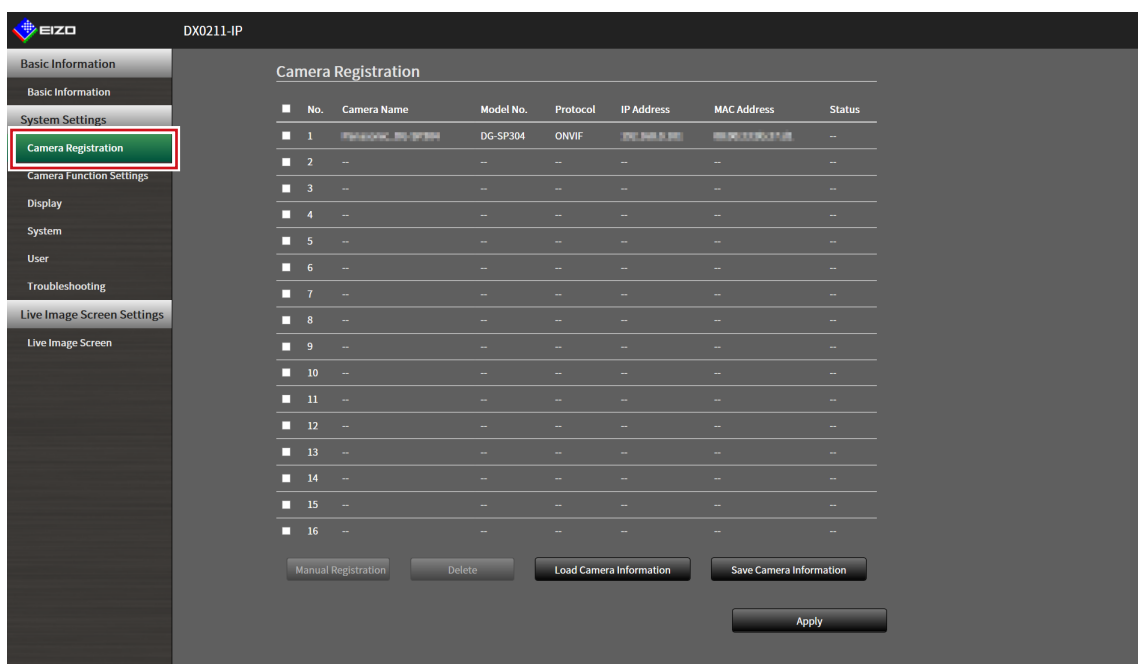 EIZO DX0211-IP
Basic Information
Basic Information
System Settings
Camera Registration
Camera Function Settings
Display
System
User
Troubleshooting
Live Image Screen Settings
Live Image Screen
Camera Registration
No. Camera Name Model No. Protocol IP Address MAC Address Status
1 DG-SP304 ONVIF --
2 -- -- -- -- -- --
3 -- -- -- -- -- --
4 -- -- -- -- -- --
5 -- -- -- -- -- --
6 -- -- -- -- -- --
7 -- -- -- -- -- --
8 -- -- -- -- -- --
9 -- -- -- -- -- --
10 -- -- -- -- -- --
11 -- -- -- -- -- --
12 -- -- -- -- -- --
13 -- -- -- -- -- --
14 -- -- -- -- -- --
15 -- -- -- -- -- --
16 -- -- -- -- -- --
Manual Registration Delete Load Camera Information Save Camera Information
Apply